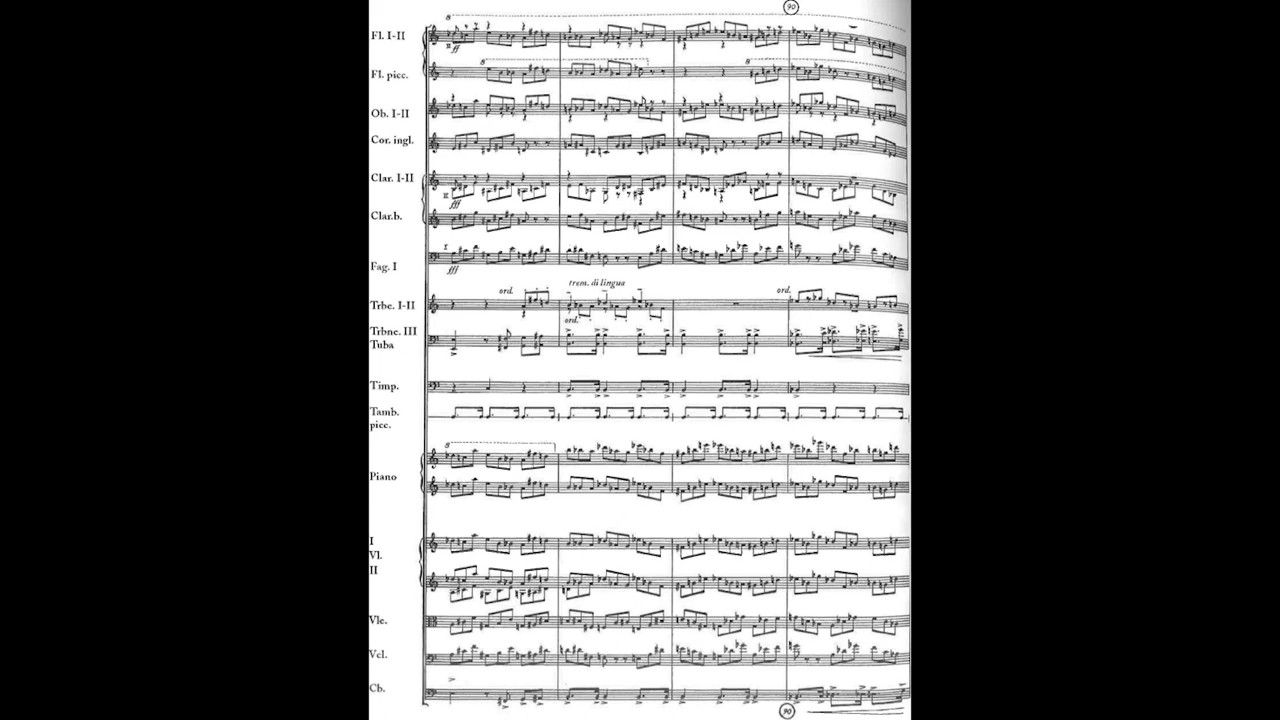 8
90
Fl. I-II
ff
8
8
Fl. picc.
Ob. I-II
Cor. ingl.
Clar. I-II
II
fff
Clar.b.
I
Fag. I
fff
trem. di lingua
ord.
ord.
Trbe. I-II
ord.
Trbne. III
Tuba
Timp.
Tamb.
picc.
8
Piano
I
Vl.
II
Vle.
Vcl.
Cb.
90